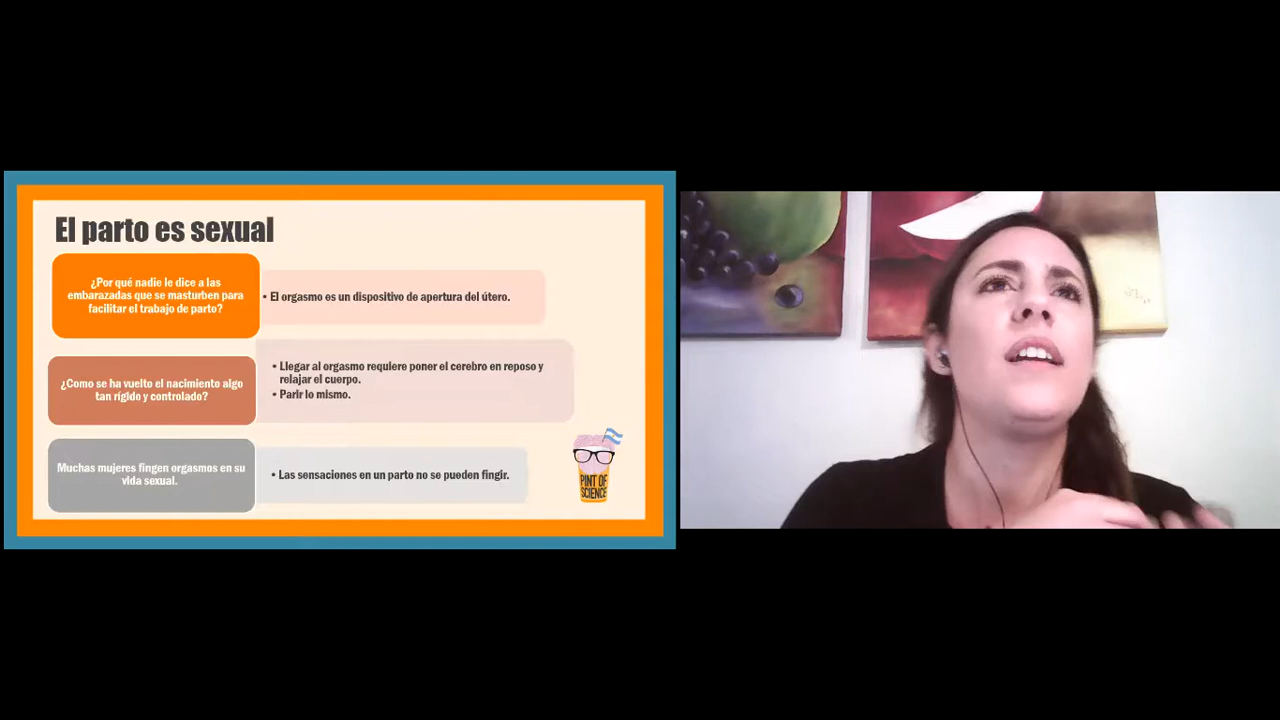 El parto es sexual
¿Por qué nadie le dice a las
embarazadas que se masturben para
facilitar el trabajo de parto?
• El orgasmo es un dispositivo de apertura del útero.
¿Como se ha vuelto el nacimiento algo
tan rígido y controlado?
• Llegar al orgasmo requiere poner el cerebro en reposo y
relajar el cuerpo.
• Parir lo mismo.
Muchas mujeres fingen orgasmos en su
vida sexual.
• Las sensaciones en un parto no se pueden fingir.
PINT OF
SCIENCE